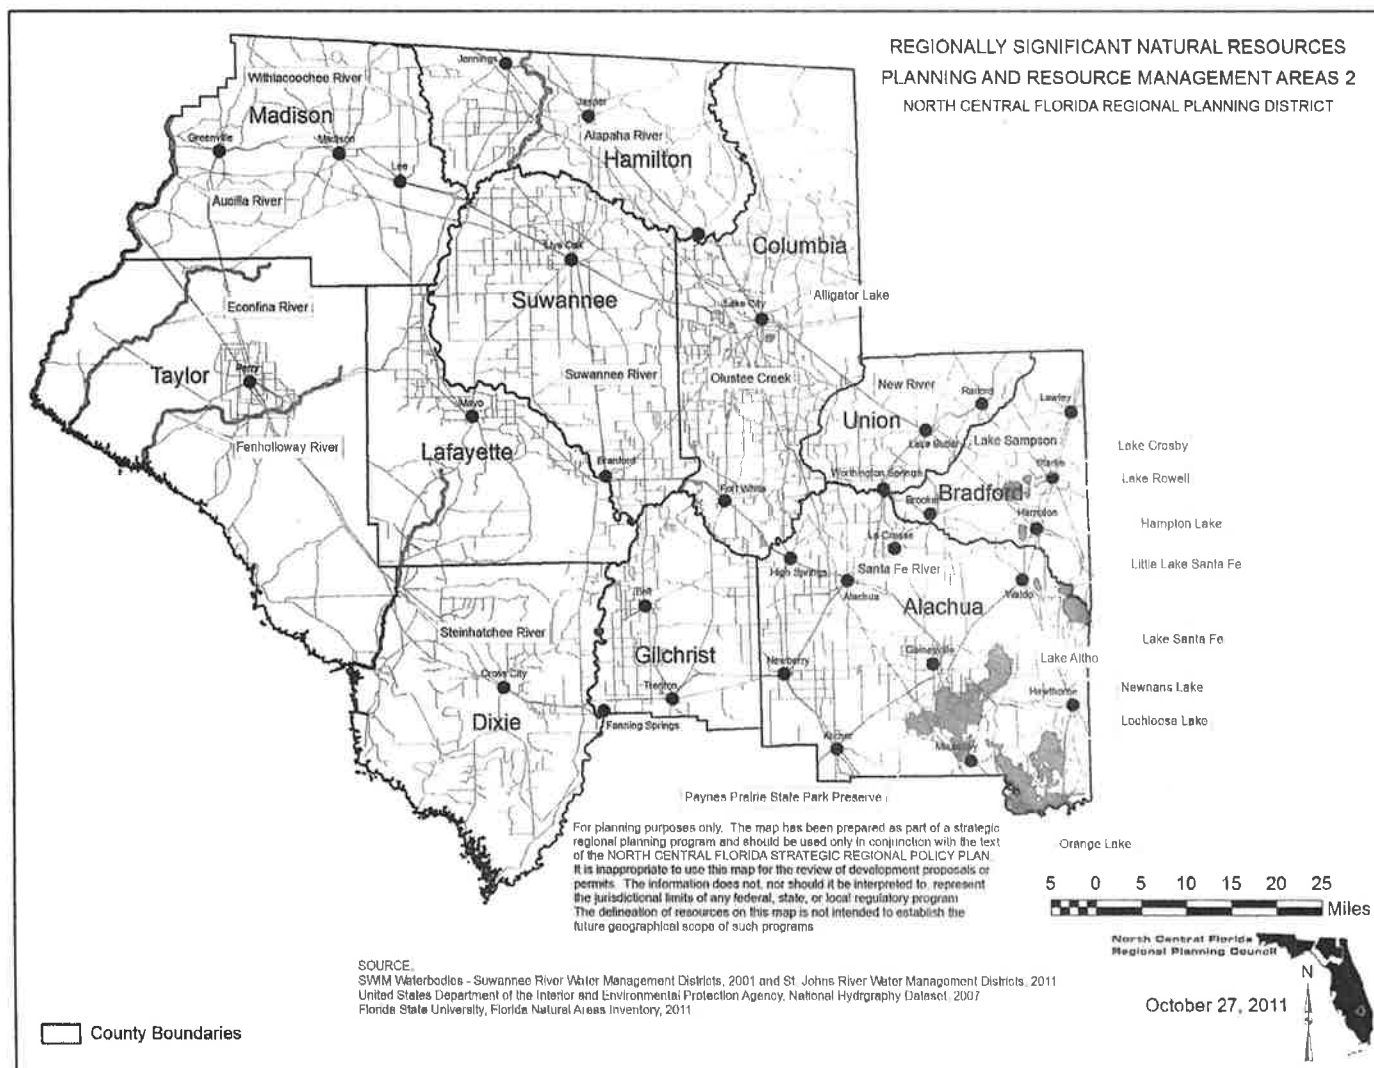 REGIONALLY SIGNIFICANT NATURAL RESOURCES
PLANNING AND RESOURCE MANAGEMENT AREAS 2
NORTH CENTRAL FLORIDA REGIONAL PLANNING DISTRICT
Jennings
Withlacoochee River
Madison
Jasper
Greenville
Madison
Alapaha River
Hamilton
Lee
Aucilla River
Columbia
Live Oak
Suwannee
Alligator Lake
Lake City
Econfina River
Taylor
Perry
Suwannee River
Olustee Creek
New River
Raiford
Lawtey
Mayo
Union
Lake Butler
Lake Sampson
Fenholloway River
Lafayette
Lake Crosby
Branford
Worthington Springs
Starke
Lake Rowell
Fort White
Bradford
Brooker
Hampton
Hampton Lake
La Crosse
High Springs
Santa Fe River
Little Lake Santa Fe
Alachua
Waldo
Bell
Alachua
Steinhatchee River
Lake Santa Fe
Gilchrist
Newberry
Gainesville
Lake Altho
Cross City
Trenton
Hawthorne
Newnans Lake
Dixie
Fanning Springs
Lochloosa Lake
Archer
Micanopy
Paynes Prairie State Park Preserve
For planning purposes only. The map has been prepared as part of a strategic
regional planning program and should be used only in conjunction with the text
of the NORTH CENTRAL FLORIDA STRATEGIC REGIONAL POLICY PLAN.
It is inappropriate to use this map for the review of development proposals or
permits. The information does not, nor should it be interpreted to, represent
the jurisdictional limits of any federal, state, or local regulatory program
The delineation of resources on this map is not intended to establish the
future geographical scope of such programs
Orange Lake
5 0 5 10 15 20 25
Miles
North Central Florida
Regional Planning Council
N
October 27, 2011
SOURCE:
SWIM Waterbodies - Suwannee River Water Management Districts, 2001 and St. Johns River Water Management Districts, 2011
United States Department of the Interior and Environmental Protection Agency, National Hydrgraphy Dataset, 2007
Florida State University, Florida Natural Areas Inventory, 2011
County Boundaries